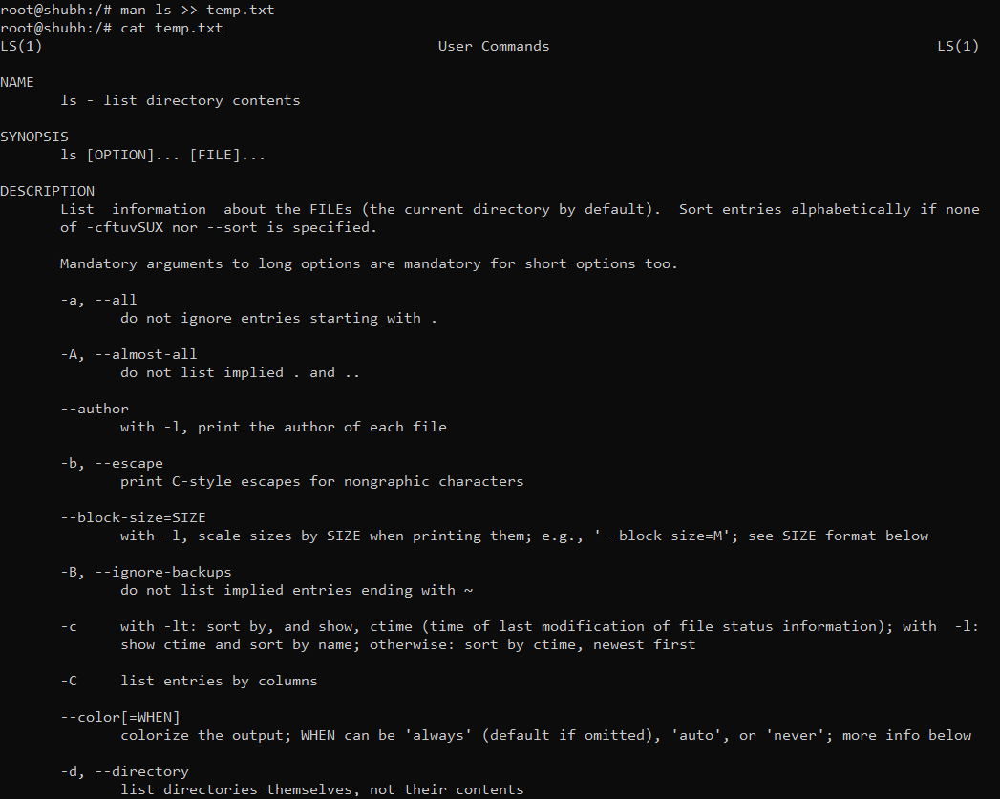 root@shubh:/# man ls >> temp.txt
root@shubh:/# cat temp.txt
LS(1) User Commands LS(1)
NAME
ls - list directory contents
SYNOPSIS
ls [OPTION]... [FILE]...
DESCRIPTION
List information about the FILEs (the current directory by default). Sort entries alphabetically if none
of -cftuvSUX nor --sort is specified.
Mandatory arguments to long options are mandatory for short options too.
-a, --all
do not ignore entries starting with .
-A, --almost-all
do not list implied . and ..
--author
with -l, print the author of each file
-b, --escape
print C-style escapes for nongraphic characters
--block-size=SIZE
with -l, scale sizes by SIZE when printing them; e.g., '--block-size=M'; see SIZE format below
-B, --ignore-backups
do not list implied entries ending with ~
-c with -lt: sort by, and show, ctime (time of last modification of file status information); with -l:
show ctime and sort by name; otherwise: sort by ctime, newest first
-C list entries by columns
--color[=WHEN]
colorize the output; WHEN can be 'always' (default if omitted), 'auto', or 'never'; more info below
-d, --directory
list directories themselves, not their contents